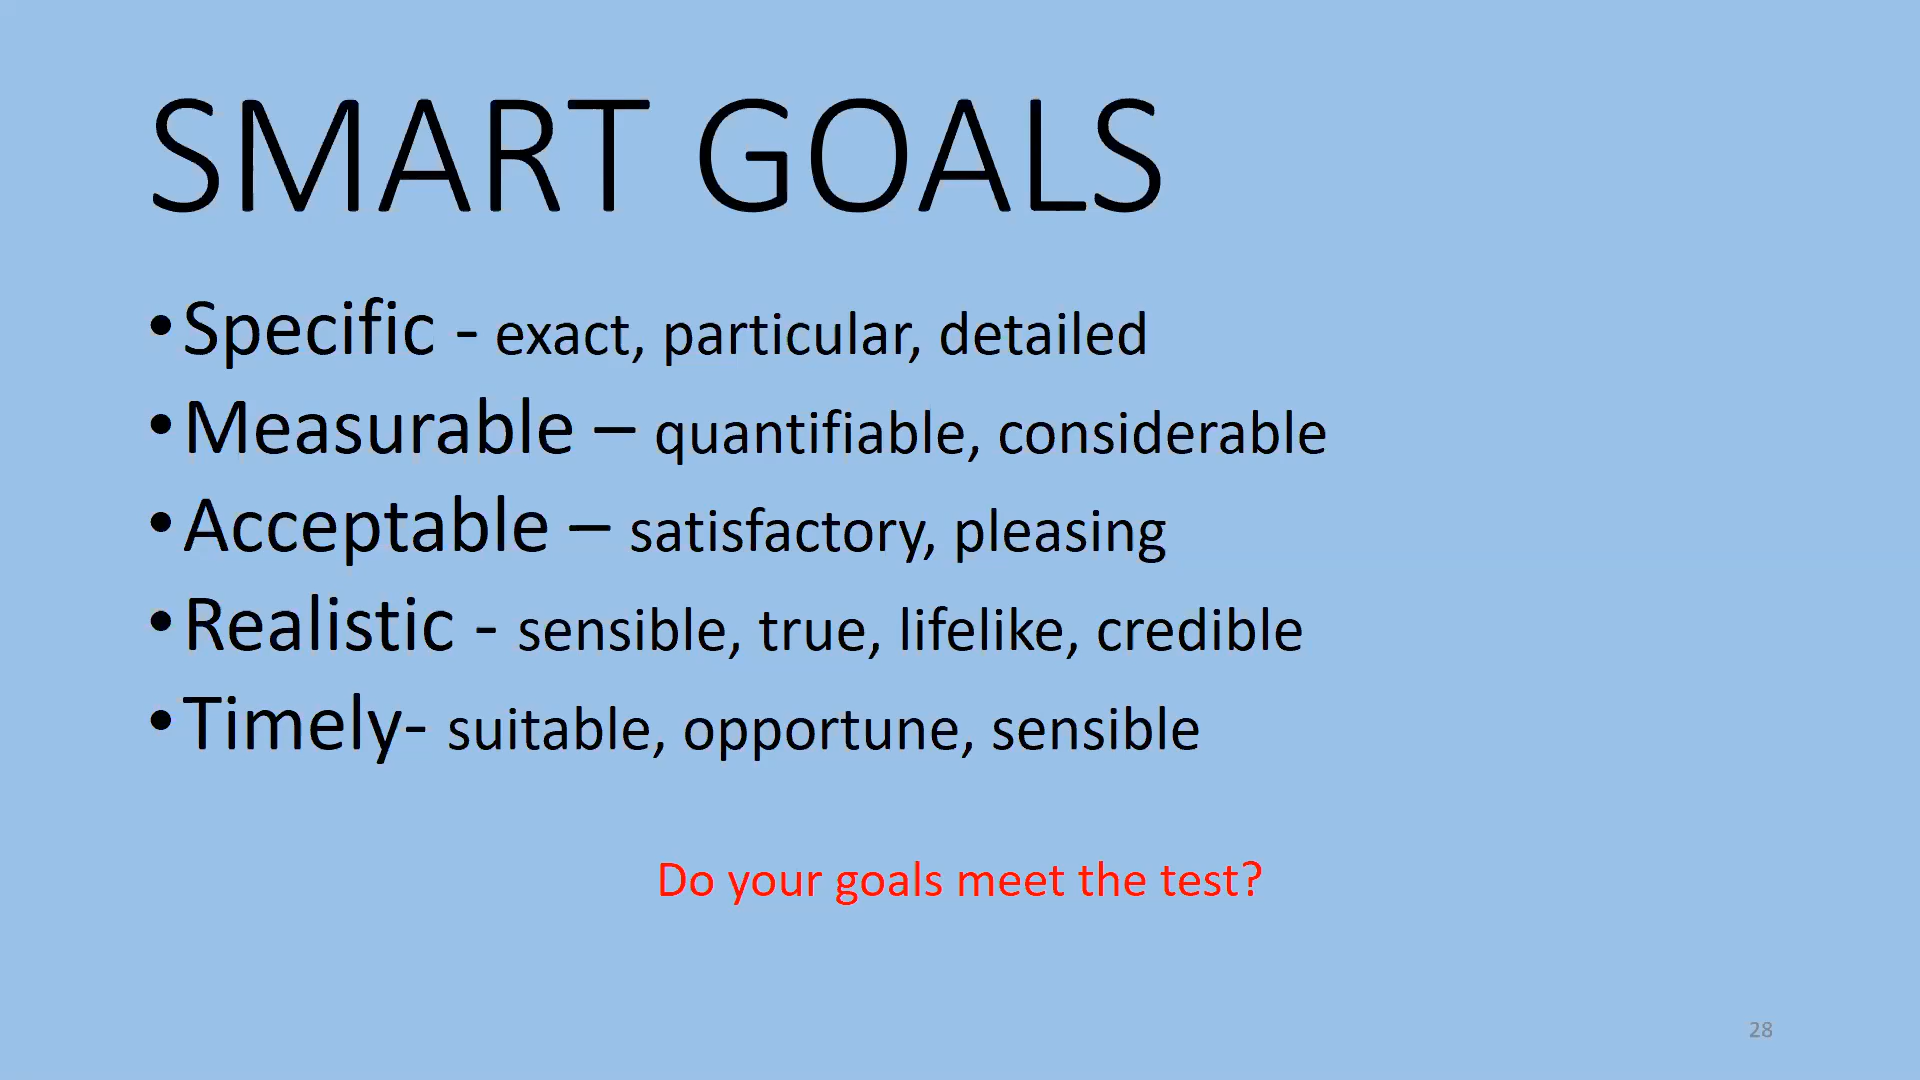 SMART GOALS
•Specific - exact, particular, detailed
•Measurable – quantifiable, considerable
•Acceptable – satisfactory, pleasing
•Realistic - sensible, true, lifelike, credible
•Timely- suitable, opportune, sensible
Do your goals meet the test?
28